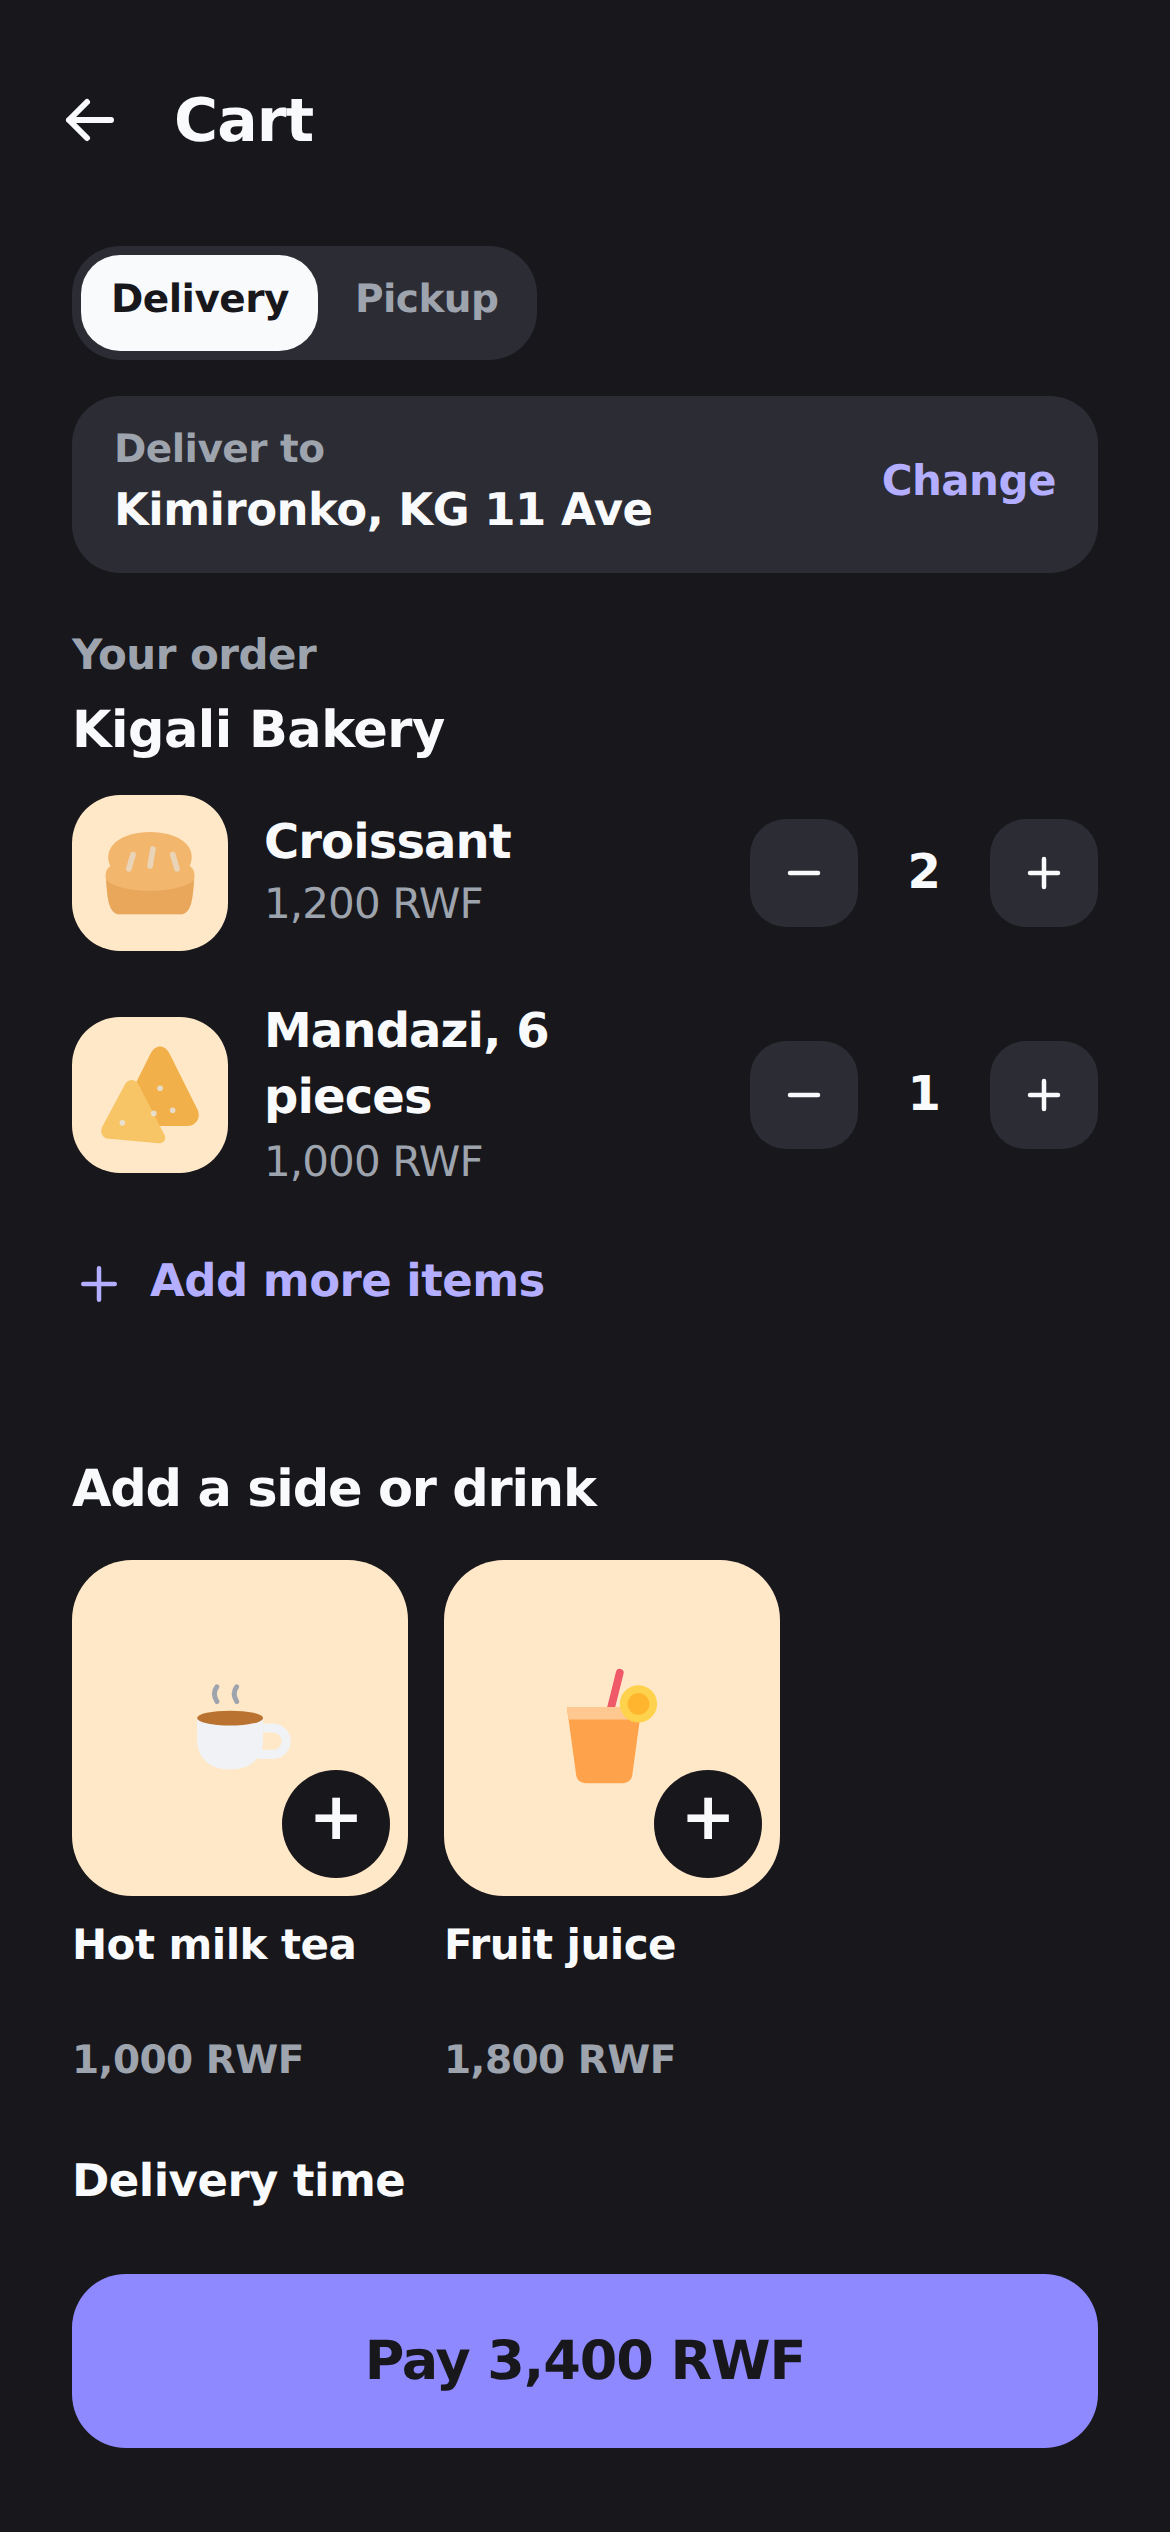 Cart
Delivery
Pickup
Deliver to
Kimironko, KG 11 Ave
Change
Your order
Kigali Bakery
Croissant
1,200 RWF
2
Mandazi, 6
pieces
1,000 RWF
1
Add more items
Add a side or drink
Hot milk tea
1,000 RWF
Fruit juice
1,800 RWF
Delivery time
Pay 3,400 RWF